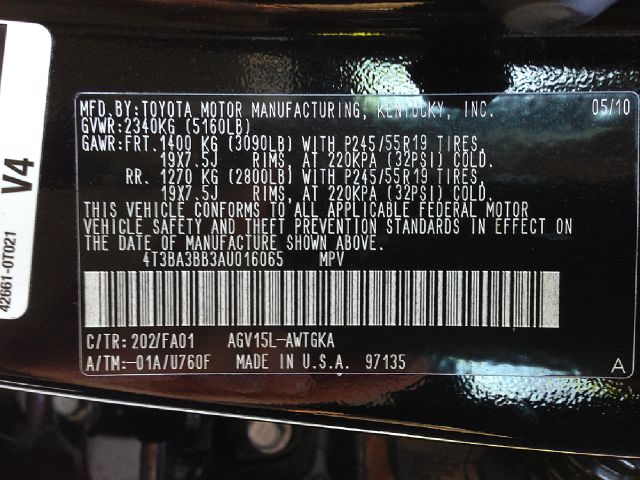 MFD.BY:TOYOTA MOTOR MANUFACTURING, KENTUCKY, INC. 05/10
GVWR:2340KG (5160LB)
GAWR:FRT. 1400 KG (3090LB) WITH P245/55R19 TIRES,
19X7.5J RIMS, AT 220KPA (32PSI) COLD.
RR. 1270 KG (2800LB) WITH P245/55R19 TIRES,
19X7.5J RIMS, AT 220KPA (32PSI) COLD.
THIS VEHICLE CONFORMS TO ALL APPLICABLE FEDERAL MOTOR
VEHICLE SAFETY AND THEFT PREVENTION STANDARDS IN EFFECT ON
THE DATE OF MANUFACTURE SHOWN ABOVE.
4T3BA3BB3AU016065 MPV
C/TR: 202/FA01 AGV15L-AWTGKA
A/TM:-01A/U760F MADE IN U.S.A. 97135 A
V4
42661-0T021